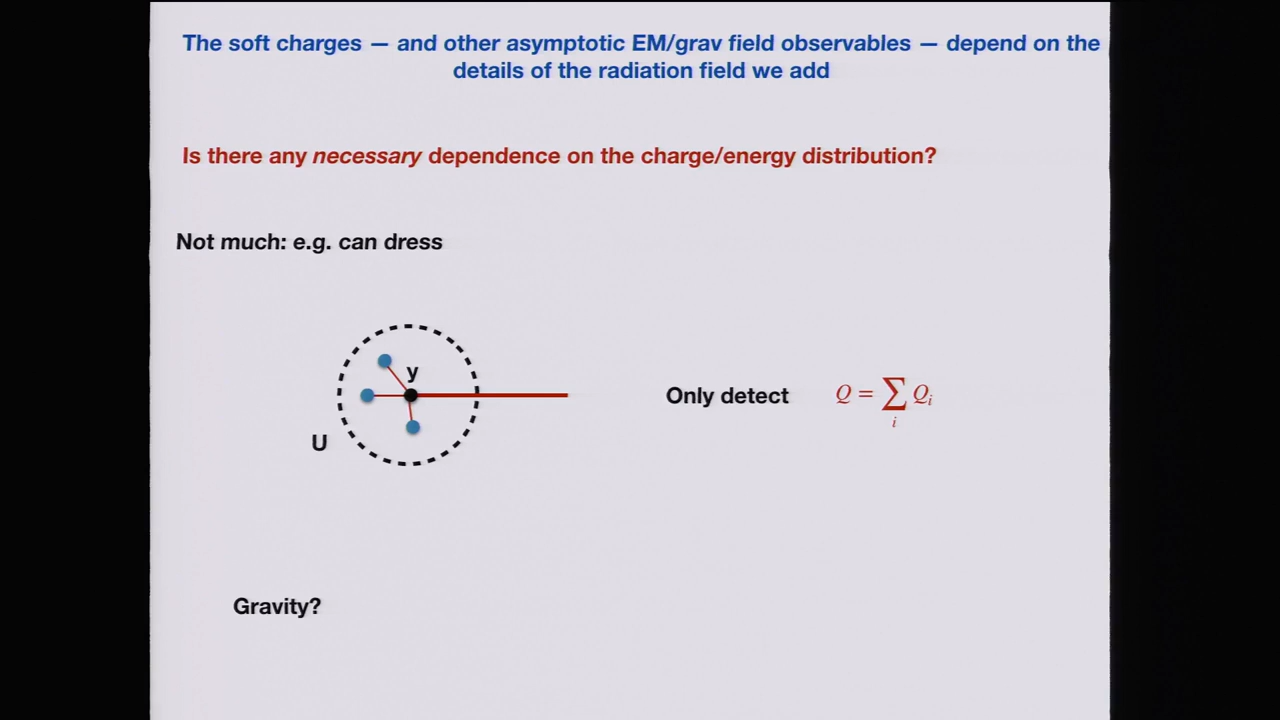 The soft charges — and other asymptotic EM/grav field observables — depend on the
details of the radiation field we add
Is there any necessary dependence on the charge/energy distribution?
Not much: e.g. can dress
y
U
Only detect Q = ∑_i Q_i
Gravity?